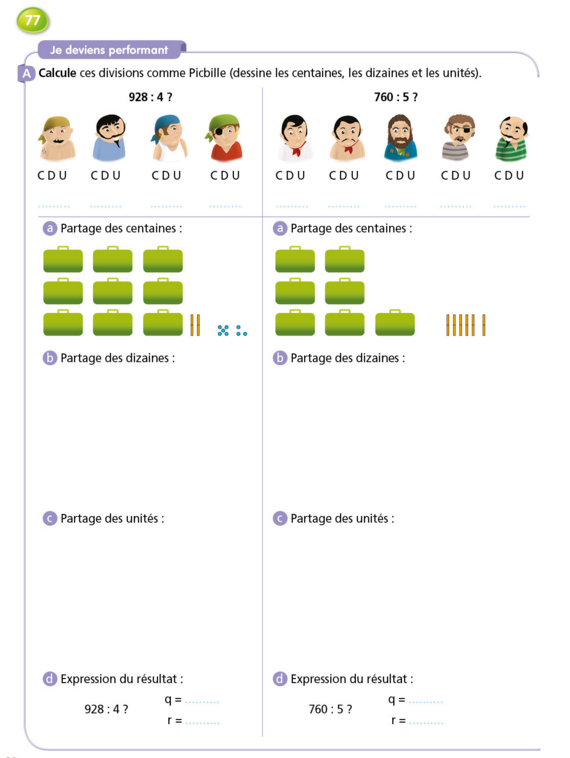 77
Je deviens performant
A Calcule ces divisions comme Picbille (dessine les centaines, les dizaines et les unités).
928 : 4 ?
C D U C D U C D U C D U
.......... .......... .......... ..........
a Partage des centaines :
b Partage des dizaines :
c Partage des unités :
d Expression du résultat :
928 : 4 ?
q = ..........
r = ..........
760 : 5 ?
C D U C D U C D U C D U C D U
.......... .......... .......... .......... ..........
a Partage des centaines :
b Partage des dizaines :
c Partage des unités :
d Expression du résultat :
760 : 5 ?
q = ..........
r = ..........